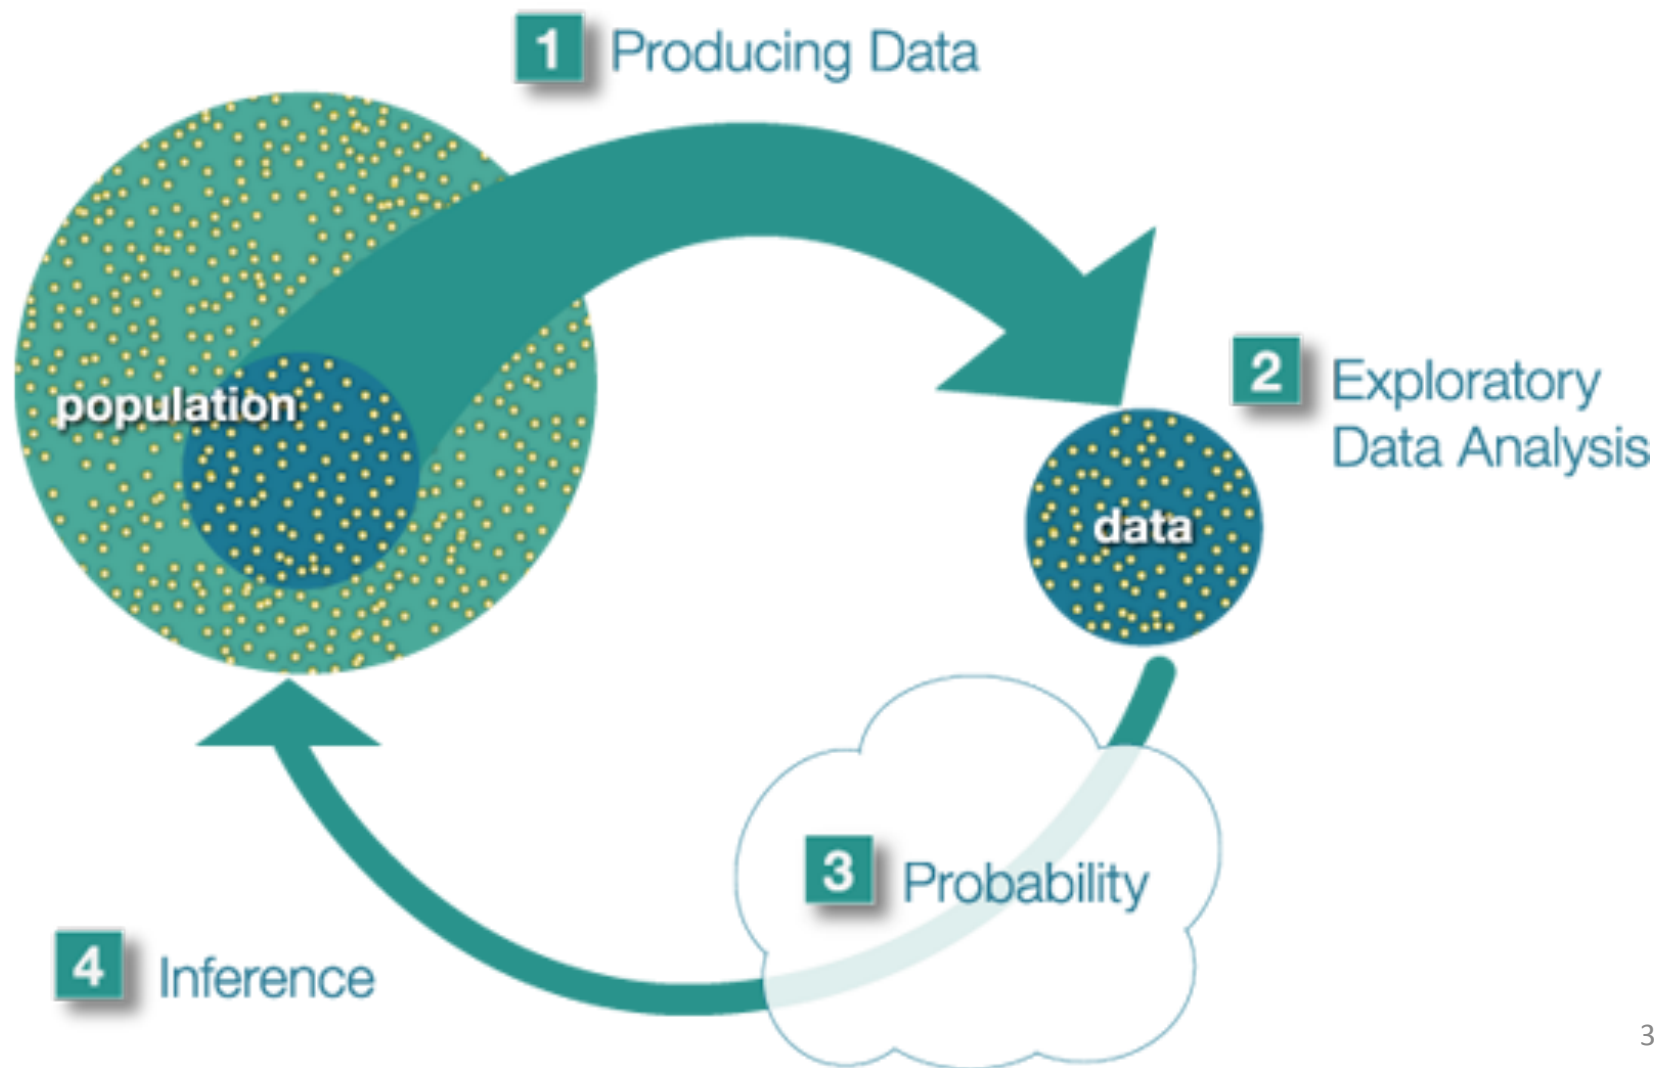 1 Producing Data
population
2 Exploratory
Data Analysis
data
3 Probability
4 Inference
3